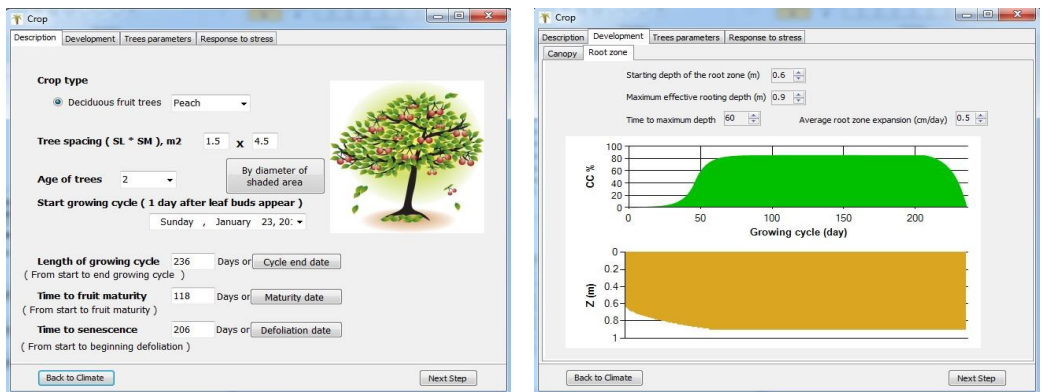 Crop
Description Development Trees parameters Response to stress
Crop type
Deciduous fruit trees Peach
Tree spacing ( SL * SM ), m2 1.5 x 4.5
By diameter of
shaded area
Age of trees 2
Start growing cycle ( 1 day after leaf buds appear )
Sunday , January 23, 20:
Length of growing cycle 236 Days or Cycle end date
( From start to end growing cycle )
Time to fruit maturity 118 Days or Maturity date
( From start to fruit maturity )
Time to senescence 206 Days or Defoliation date
( From start to beginning defoliation )
Back to Climate Next Step
Crop
Description Development Trees parameters Response to stress
Canopy Root zone
Starting depth of the root zone (m) 0.6
Maximum effective rooting depth (m) 0.9
Time to maximum depth 60 Average root zone expansion (cm/day) 0.5
100
80
60
40
20
0
CC %
0 50 100 150 200
Growing cycle (day)
0
0.2
0.4
0.6
0.8
1
Z (m)
Back to Climate Next Step